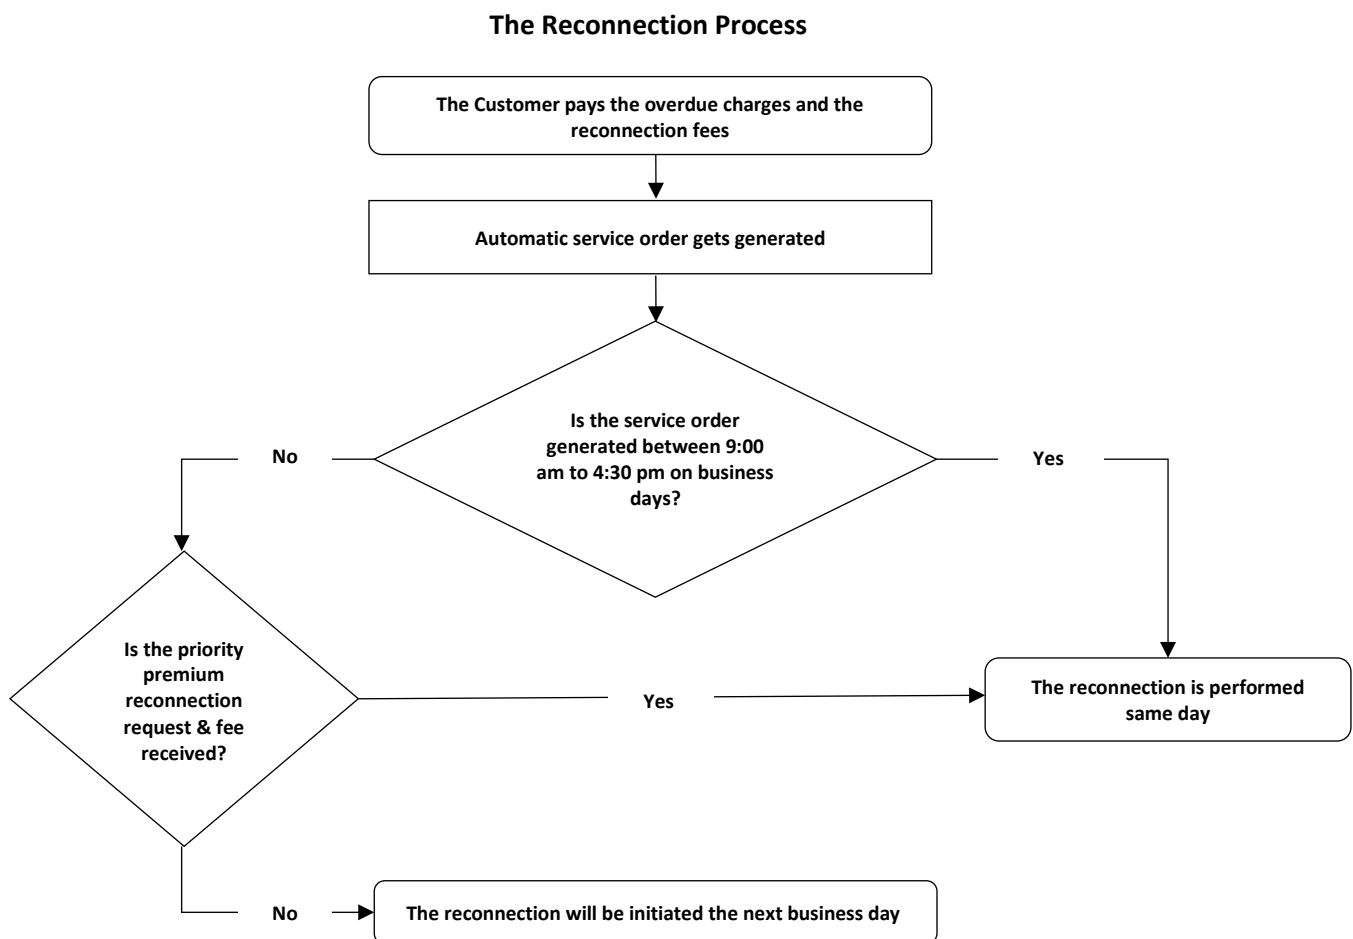 The Reconnection Process
The Customer pays the overdue charges and the
reconnection fees
Automatic service order gets generated
Is the service order
generated between 9:00
am to 4:30 pm on business
days?
No
Yes
Is the priority
premium
reconnection
request & fee
received?
Yes
The reconnection is performed
same day
No
The reconnection will be initiated the next business day